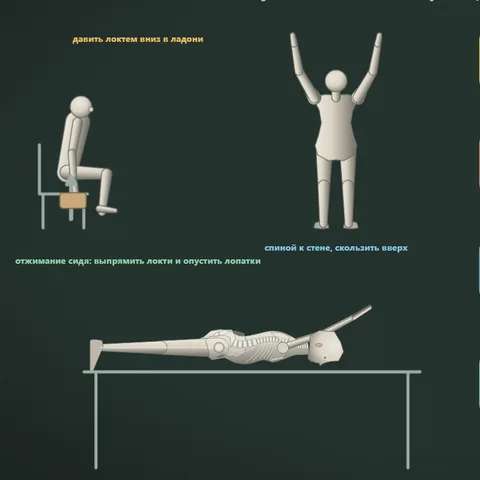 давить локтем вниз в ладони
спиной к стене, скользить вверх
отжимание сидя: выпрямить локти и опустить лопатки